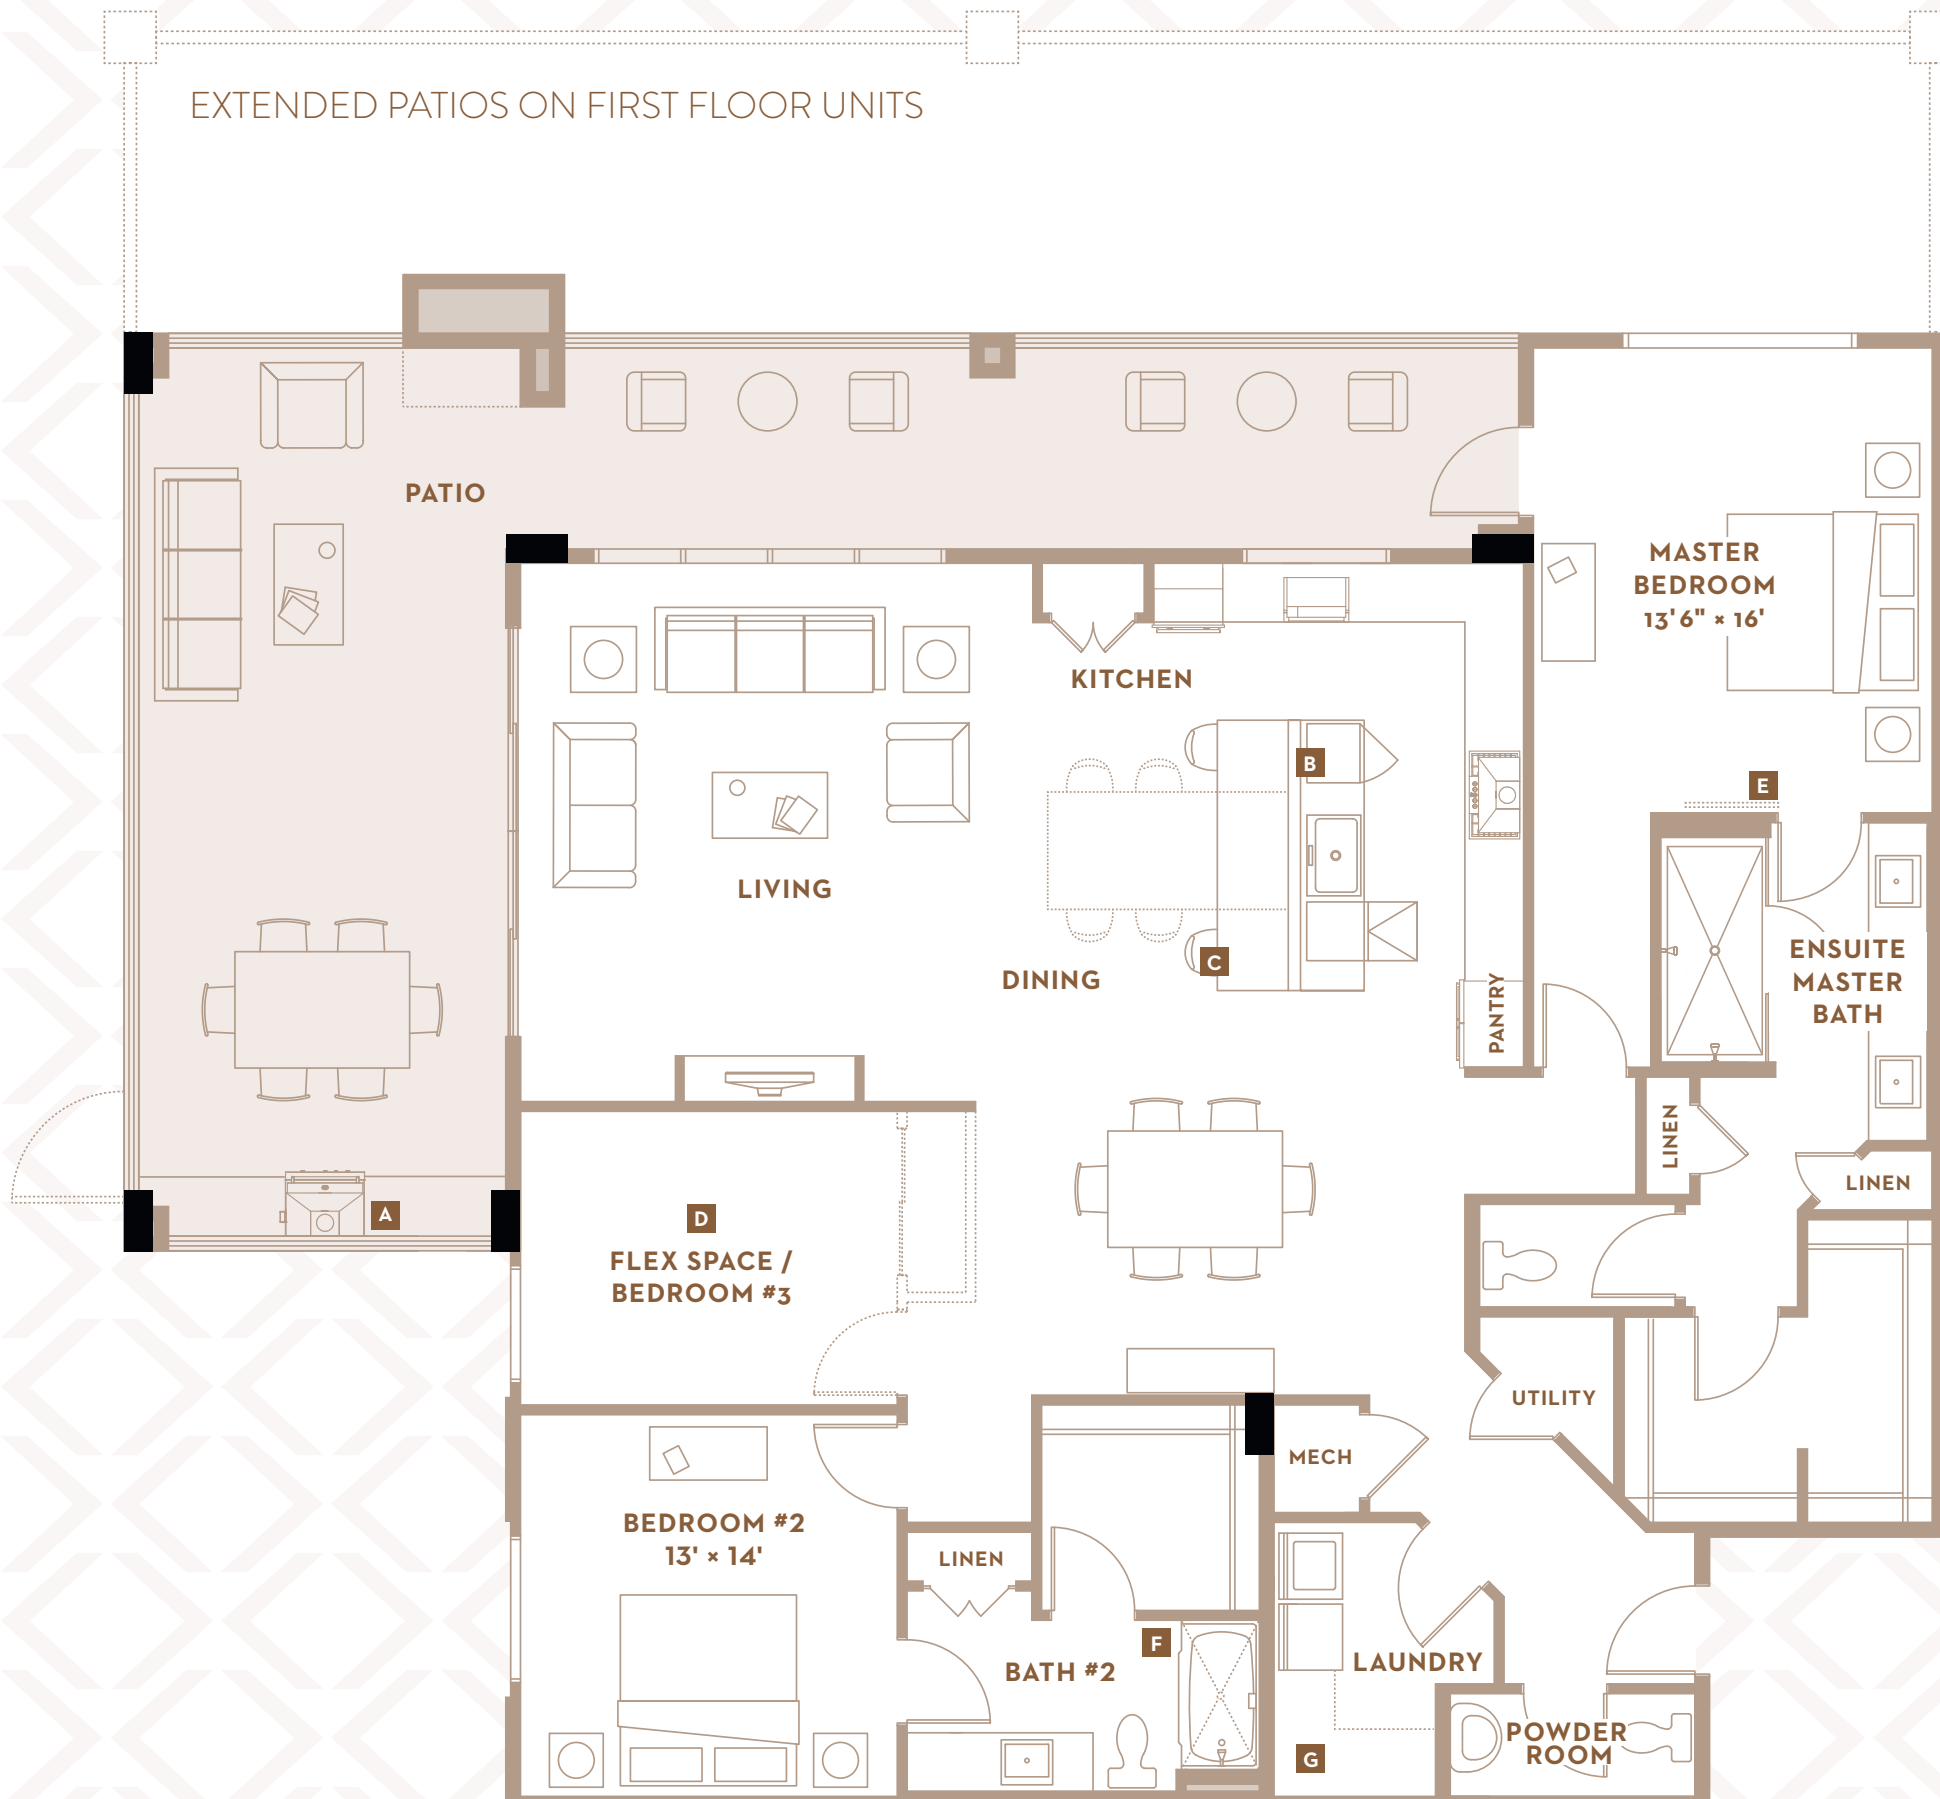 EXTENDED PATIOS ON FIRST FLOOR UNITS
PATIO
MASTER
BEDROOM
13'6" × 16'
KITCHEN
B
E
LIVING
C
DINING
PANTRY
ENSUITE
MASTER
BATH
LINEN
LINEN
A
D
FLEX SPACE /
BEDROOM #3
UTILITY
MECH
BEDROOM #2
13' × 14'
LINEN
F
BATH #2
LAUNDRY
G
POWDER
ROOM